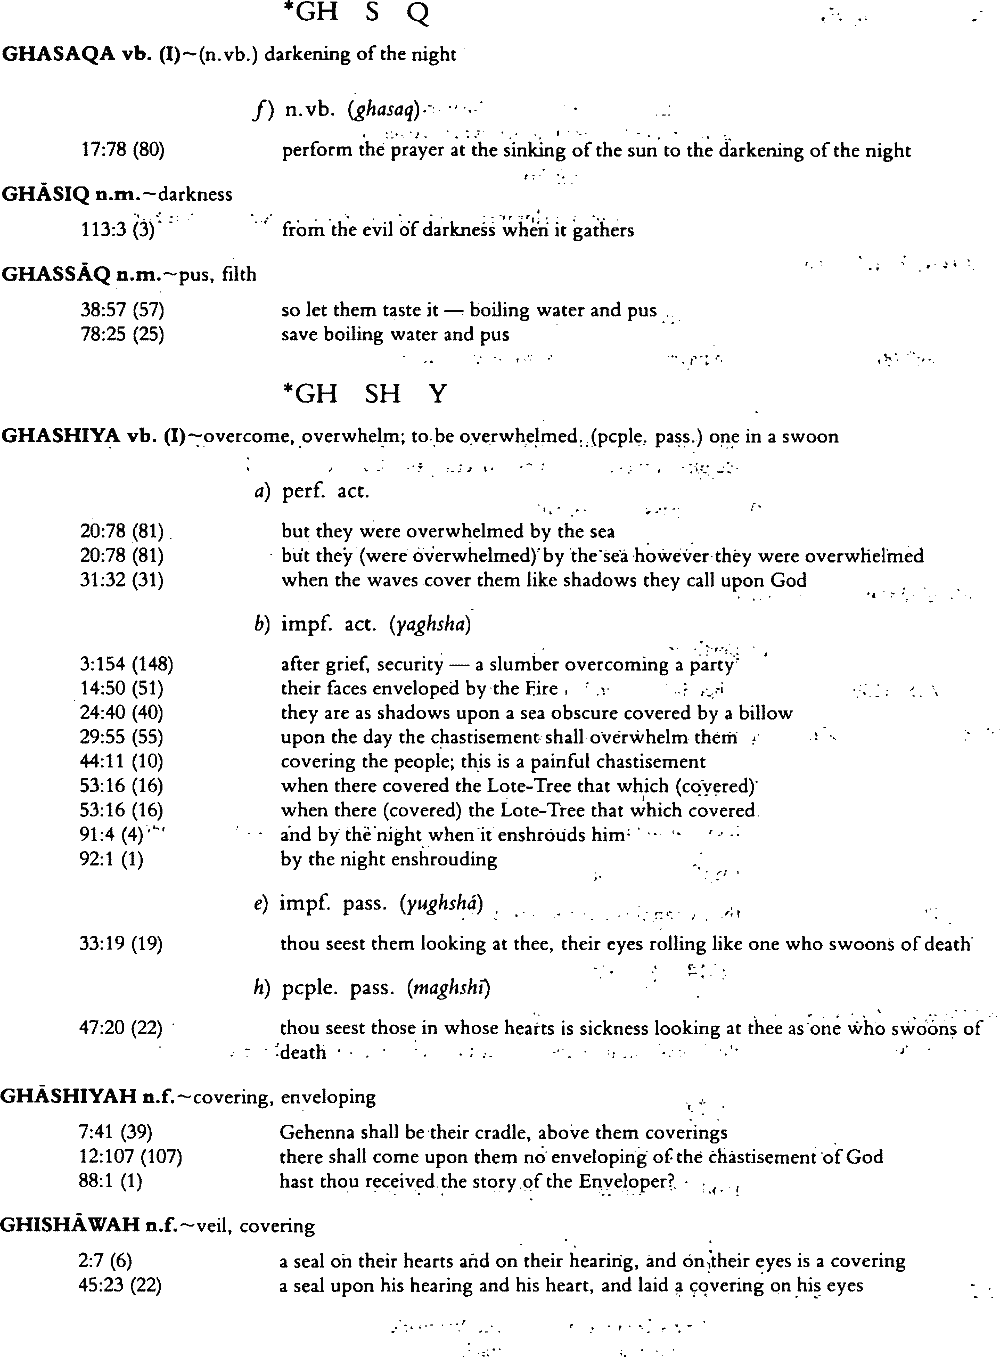 *GH S Q
GHASAQA vb. (I)~(n.vb.) darkening of the night
f) n.vb. (ghasaq)
17:78 (80) perform the prayer at the sinking of the sun to the darkening of the night
GHĀSIQ n.m.~darkness
113:3 (3) from the evil of darkness when it gathers
GHASSĀQ n.m.~pus, filth
38:57 (57) so let them taste it — boiling water and pus
78:25 (25) save boiling water and pus
*GH SH Y
GHASHIYA vb. (I)~overcome, overwhelm; to be overwhelmed. (pcple. pass.) one in a swoon
a) perf. act.
20:78 (81) but they were overwhelmed by the sea
20:78 (81) but they (were overwhelmed) by the sea however they were overwhelmed
31:32 (31) when the waves cover them like shadows they call upon God
b) impf. act. (yaghsha)
3:154 (148) after grief, security — a slumber overcoming a party
14:50 (51) their faces enveloped by the Fire
24:40 (40) they are as shadows upon a sea obscure covered by a billow
29:55 (55) upon the day the chastisement shall overwhelm them
44:11 (10) covering the people; this is a painful chastisement
53:16 (16) when there covered the Lote-Tree that which (covered)
53:16 (16) when there (covered) the Lote-Tree that which covered
91:4 (4) and by the night when it enshrouds him
92:1 (1) by the night enshrouding
e) impf. pass. (yughshá)
33:19 (19) thou seest them looking at thee, their eyes rolling like one who swoons of death
h) pcple. pass. (maghshī)
47:20 (22) thou seest those in whose hearts is sickness looking at thee as one who swoons of
death
GHĀSHIYAH n.f.~covering, enveloping
7:41 (39) Gehenna shall be their cradle, above them coverings
12:107 (107) there shall come upon them no enveloping of the chastisement of God
88:1 (1) hast thou received the story of the Enveloper?
GHISHĀWAH n.f.~veil, covering
2:7 (6) a seal on their hearts and on their hearing, and on their eyes is a covering
45:23 (22) a seal upon his hearing and his heart, and laid a covering on his eyes